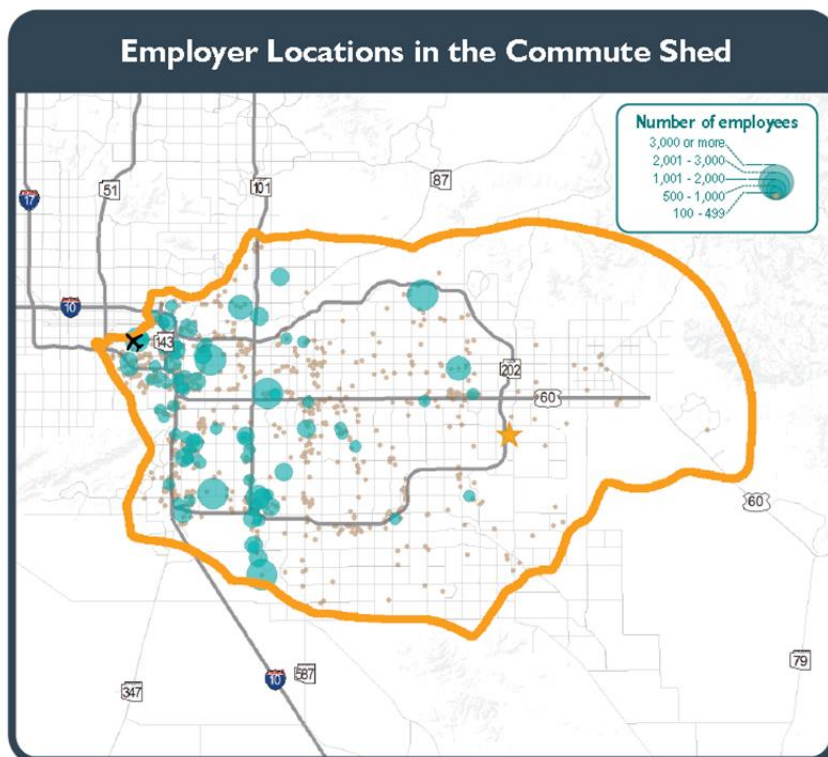 Employer Locations in the Commute Shed
Number of employees
3,000 or more
2,001 - 3,000
1,001 - 2,000
500 - 1,000
100 - 499
51
101
87
17
10
143
202
60
60
347
10
587
79